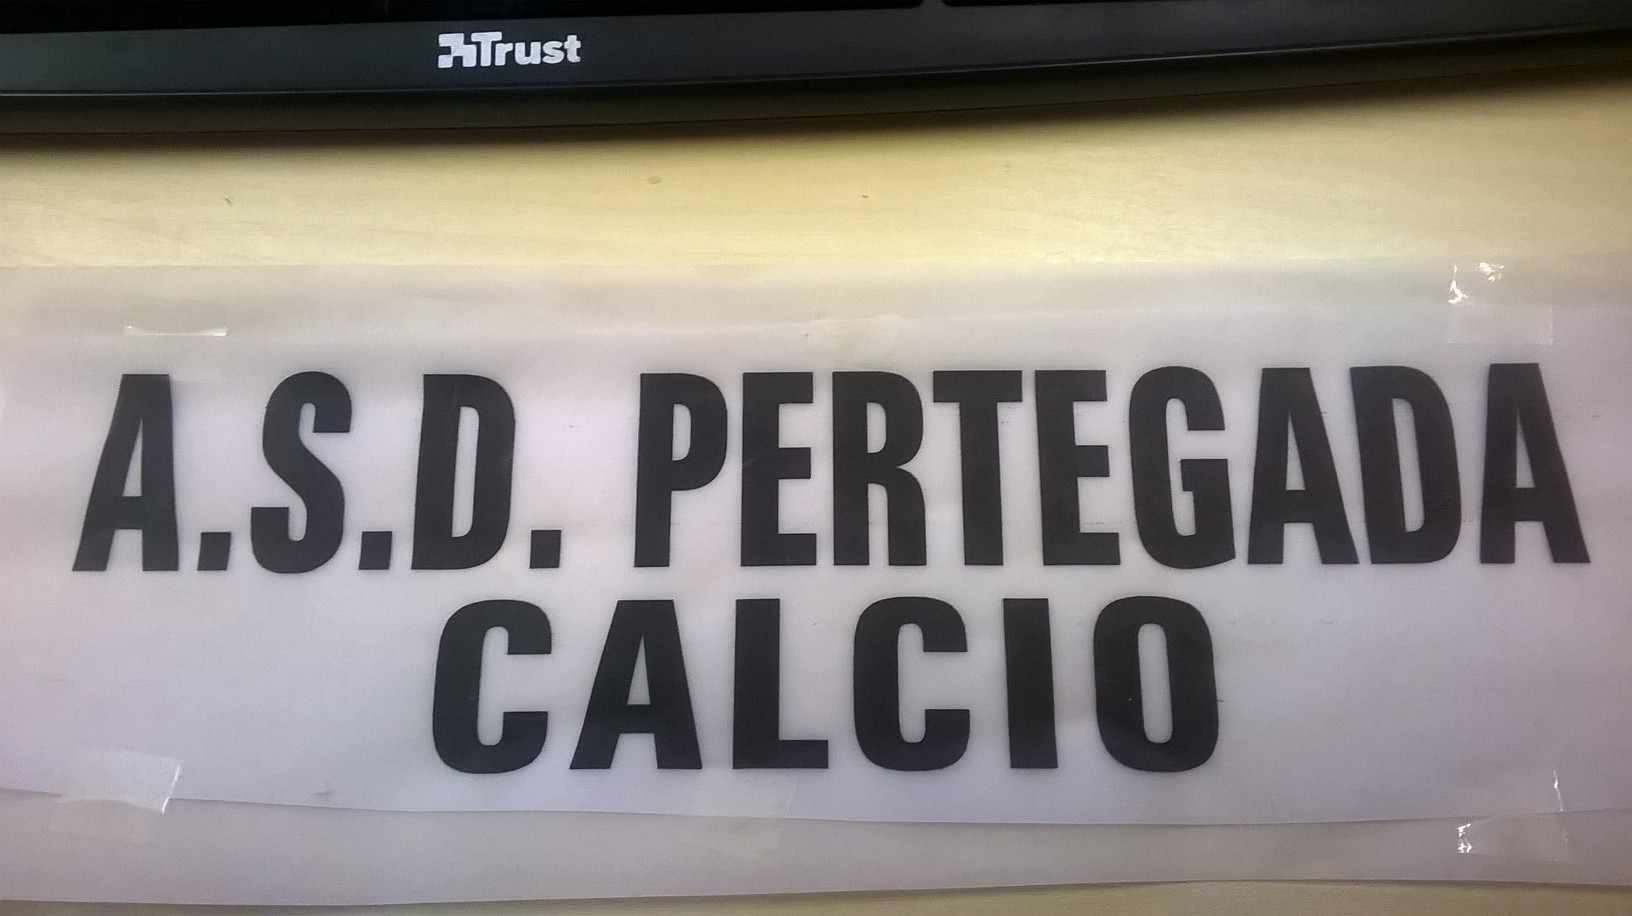 Trust
A.S.D. PERTEGADA
CALCIO